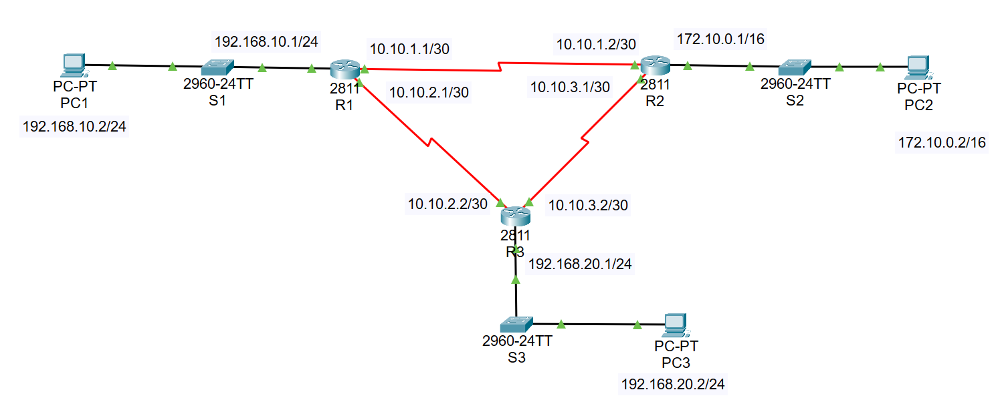 192.168.10.1/24
10.10.1.1/30
10.10.1.2/30
172.10.0.1/16
PC-PT
PC1
192.168.10.2/24
2960-24TT
S1
2811
R1
10.10.2.1/30
10.10.3.1/30
2811
R2
2960-24TT
S2
PC-PT
PC2
172.10.0.2/16
10.10.2.2/30
10.10.3.2/30
2811
R3
192.168.20.1/24
2960-24TT
S3
PC-PT
PC3
192.168.20.2/24